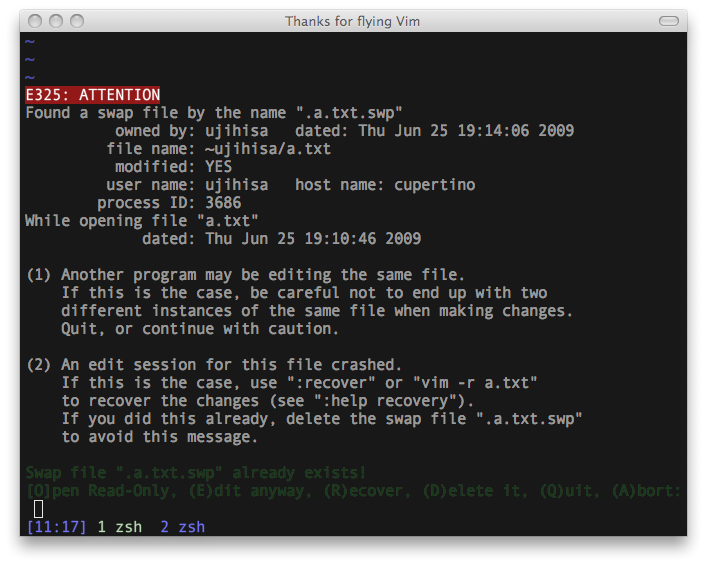 Thanks for flying Vim
~
~
~
E325: ATTENTION
Found a swap file by the name ".a.txt.swp"
owned by: ujihisa   dated: Thu Jun 25 19:14:06 2009
file name: ~ujihisa/a.txt
modified: YES
user name: ujihisa   host name: cupertino
process ID: 3686
While opening file "a.txt"
dated: Thu Jun 25 19:10:46 2009
(1) Another program may be editing the same file.
If this is the case, be careful not to end up with two
different instances of the same file when making changes.
Quit, or continue with caution.
(2) An edit session for this file crashed.
If this is the case, use ":recover" or "vim -r a.txt"
to recover the changes (see ":help recovery").
If you did this already, delete the swap file ".a.txt.swp"
to avoid this message.
Swap file ".a.txt.swp" already exists!
[O]pen Read-Only, (E)dit anyway, (R)ecover, (D)elete it, (Q)uit, (A)bort:
[11:17] 1 zsh  2 zsh